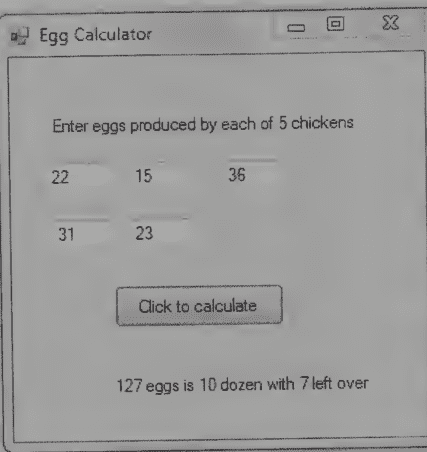 Egg Calculator
Enter eggs produced by each of 5 chickens
22 15 36
31 23
Click to calculate
127 eggs is 10 dozen with 7 left over